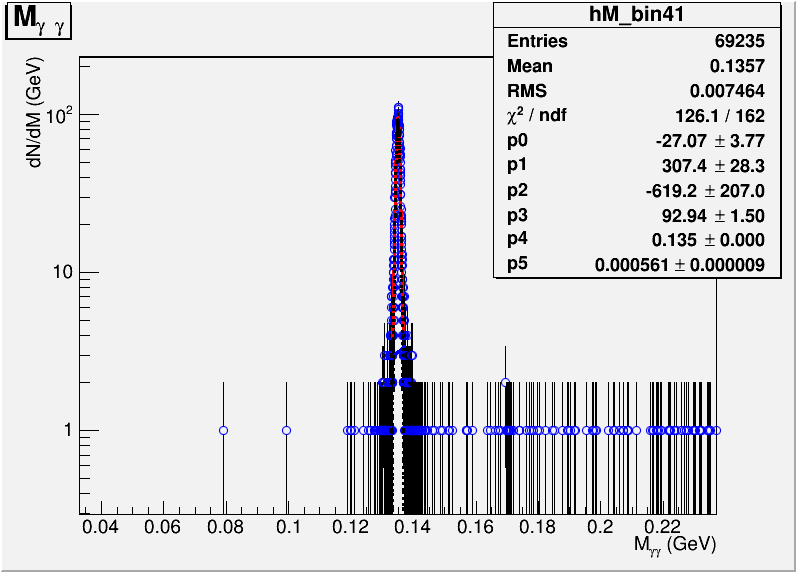 Mγ γ
hM_bin41
Entries 69235
Mean 0.1357
RMS 0.007464
χ² / ndf 126.1 / 162
p0 -27.07 ± 3.77
p1 307.4 ± 28.3
p2 -619.2 ± 207.0
p3 92.94 ± 1.50
p4 0.135 ± 0.000
p5 0.000561 ± 0.000009
dN/dM (GeV)
10²
10
1
0.04 0.06 0.08 0.1 0.12 0.14 0.16 0.18 0.2 0.22
Mγγ (GeV)